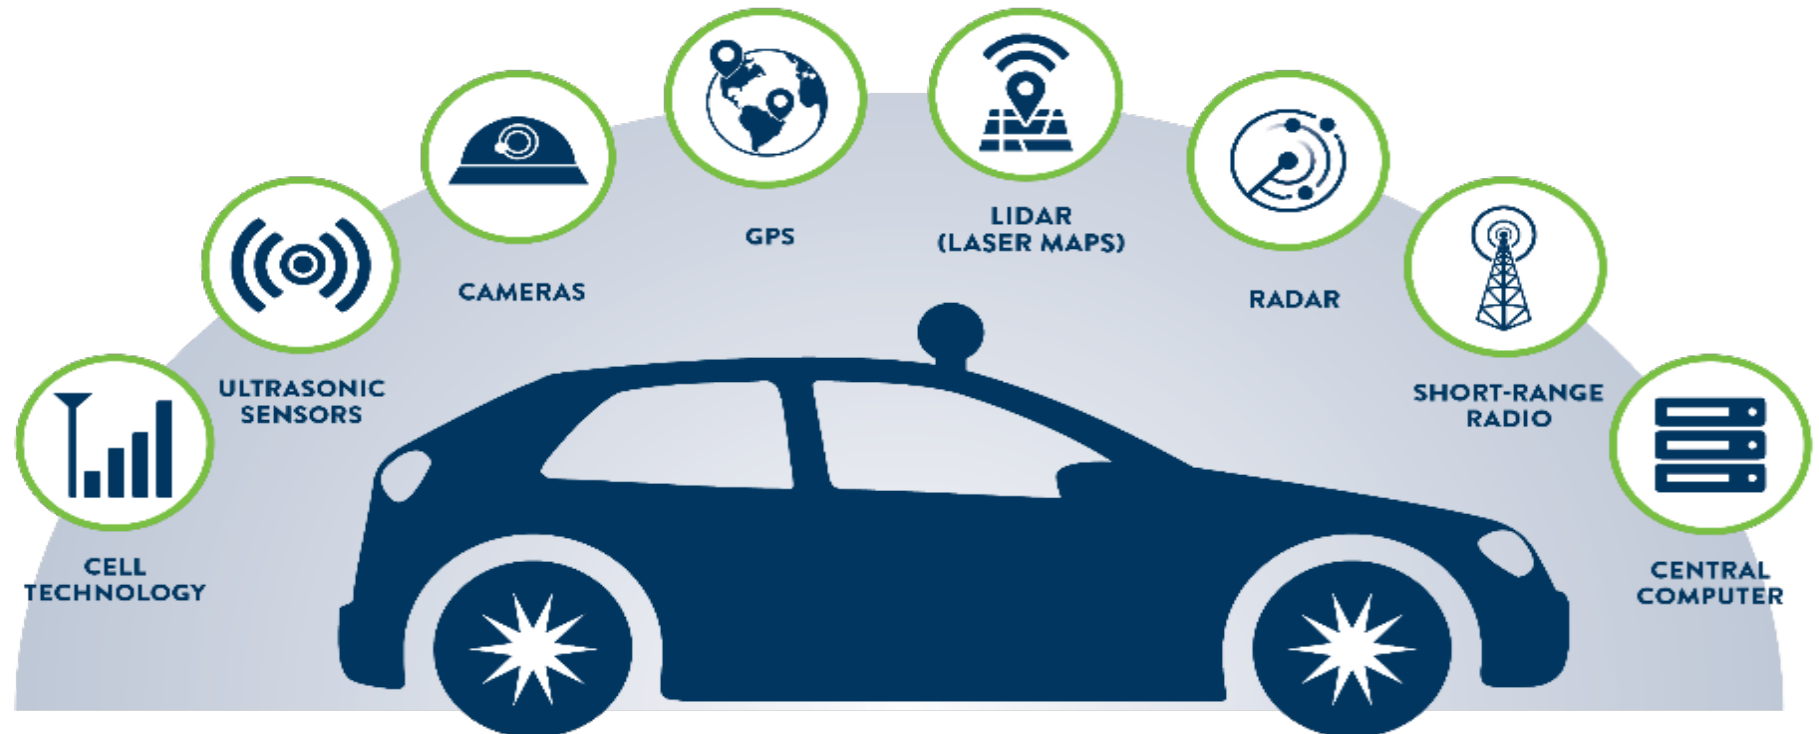 CELL
TECHNOLOGY
ULTRASONIC
SENSORS
CAMERAS
GPS
LIDAR
(LASER MAPS)
RADAR
SHORT-RANGE
RADIO
CENTRAL
COMPUTER